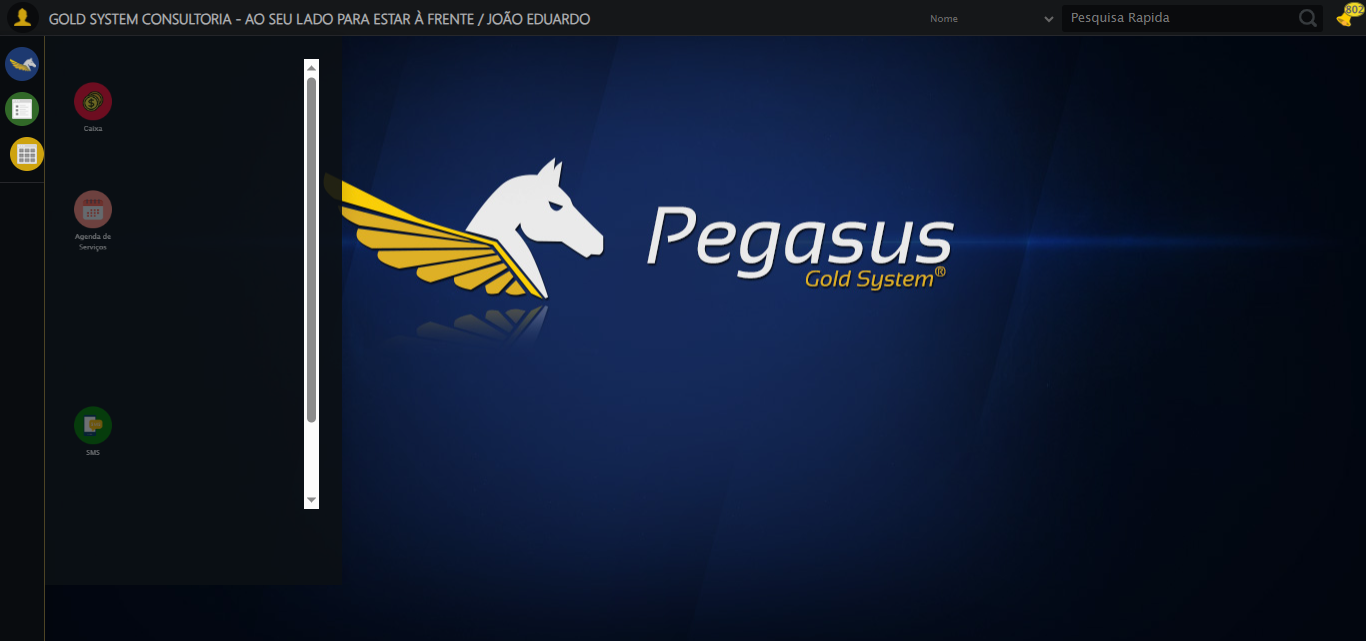 GOLD SYSTEM CONSULTORIA - AO SEU LADO PARA ESTAR À FRENTE / JOÃO EDUARDO
Nome
Pesquisa Rapida
802
Caixa
Agenda de
Serviços
SMS
Pegasus
Gold System®